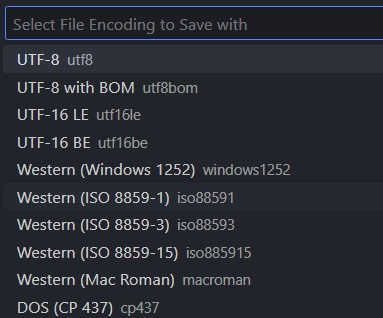 Select File Encoding to Save with
UTF-8 utf8
UTF-8 with BOM utf8bom
UTF-16 LE utf16le
UTF-16 BE utf16be
Western (Windows 1252) windows1252
Western (ISO 8859-1) iso88591
Western (ISO 8859-3) iso88593
Western (ISO 8859-15) iso885915
Western (Mac Roman) macroman
DOS (CP 437) cp437